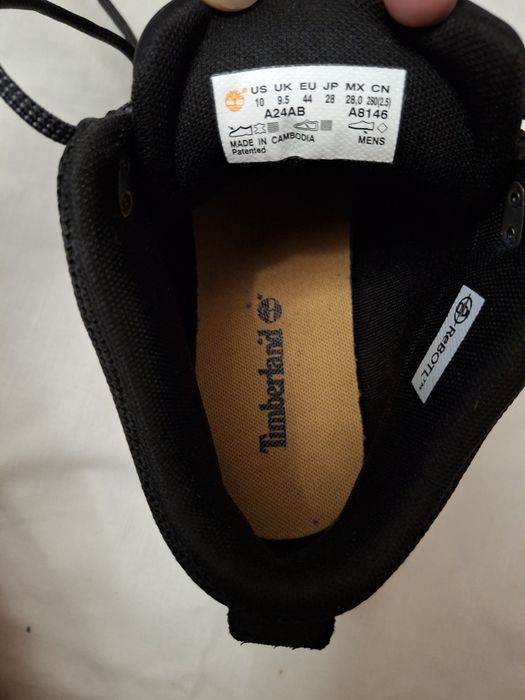 US UK EU JP MX CN
10 9.5 44 28 28,0 280(2.5)
A24AB A8146
MADE IN CAMBODIA MENS
Patented
Timberland
ReBOTL™